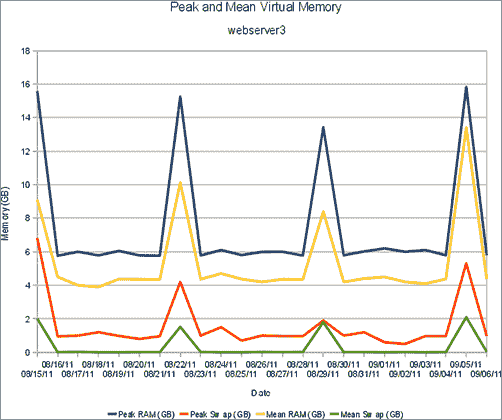 Peak and Mean Virtual Memory
webserver3
18
16
14
12
10
8
6
4
2
0
Memory (GB)
08/16/11 08/18/11 08/20/11 08/22/11 08/24/11 08/26/11 08/28/11 08/30/11 09/01/11 09/03/11 09/05/11
08/15/11 08/17/11 08/19/11 08/21/11 08/23/11 08/25/11 08/27/11 08/29/11 08/31/11 09/02/11 09/04/11 09/06/11
Date
Peak RAM (GB) Peak Swap (GB) Mean RAM (GB) Mean Swap (GB)